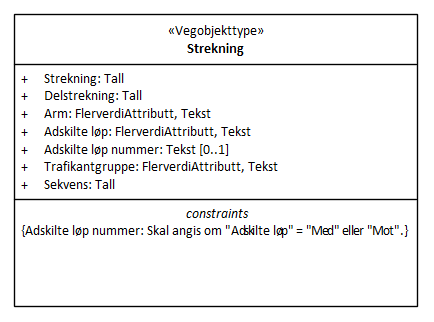 «Vegobjekttype»
Strekning
+ Strekning: Tall
+ Delstrekning: Tall
+ Arm: FlerverdiAttributt, Tekst
+ Adskilte løp: FlerverdiAttributt, Tekst
+ Adskilte løp nummer: Tekst [0..1]
+ Trafikantgruppe: FlerverdiAttributt, Tekst
+ Sekvens: Tall
constraints
{Adskilte løp nummer: Skal angis om "Adskilte løp" = "Med" eller "Mot".}